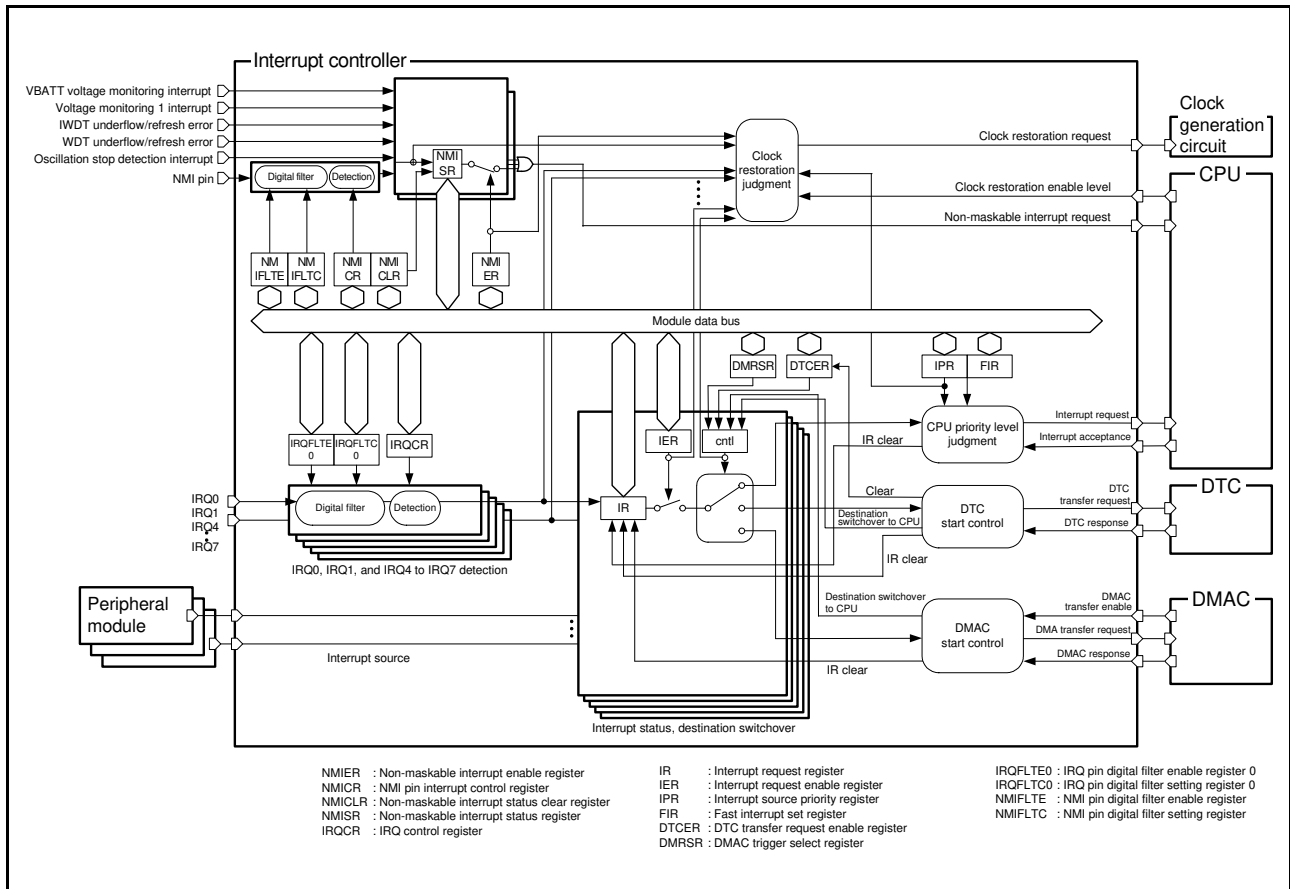 Interrupt controller
VBATT voltage monitoring interrupt
Voltage monitoring 1 interrupt
IWDT underflow/refresh error
WDT underflow/refresh error
Oscillation stop detection interrupt
NMI pin
Digital filter
Detection
NMI
SR
Clock
restoration
judgment
Clock restoration request
Clock restoration enable level
Non-maskable interrupt request
Clock
generation
circuit
CPU
NM
IFLTE
NM
IFLTC
NMI
CR
NMI
CLR
NMI
ER
Module data bus
DMRSR
DTCER
IPR
FIR
IRQFLTE
0
IRQFLTC
0
IRQCR
IER
cntl
CPU priority level
judgment
Interrupt request
Interrupt acceptance
IR clear
IRQ0
IRQ1
IRQ4
IRQ7
Digital filter
Detection
IRQ0, IRQ1, and IRQ4 to IRQ7 detection
IR
Clear
Destination
switchover to CPU
IR clear
DTC
start control
DTC
transfer request
DTC response
DTC
Peripheral
module
Interrupt source
Destination switchover
to CPU
IR clear
DMAC
start control
DMAC
transfer enable
DMA transfer request
DMAC response
DMAC
Interrupt status, destination switchover
NMIER : Non-maskable interrupt enable register
NMICR : NMI pin interrupt control register
NMICLR : Non-maskable interrupt status clear register
NMISR : Non-maskable interrupt status register
IRQCR : IRQ control register
IR : Interrupt request register
IER : Interrupt request enable register
IPR : Interrupt source priority register
FIR : Fast interrupt set register
DTCER : DTC transfer request enable register
DMRSR : DMAC trigger select register
IRQFLTE0 : IRQ pin digital filter enable register 0
IRQFLTC0 : IRQ pin digital filter setting register 0
NMIFLTE : NMI pin digital filter enable register
NMIFLTC : NMI pin digital filter setting register